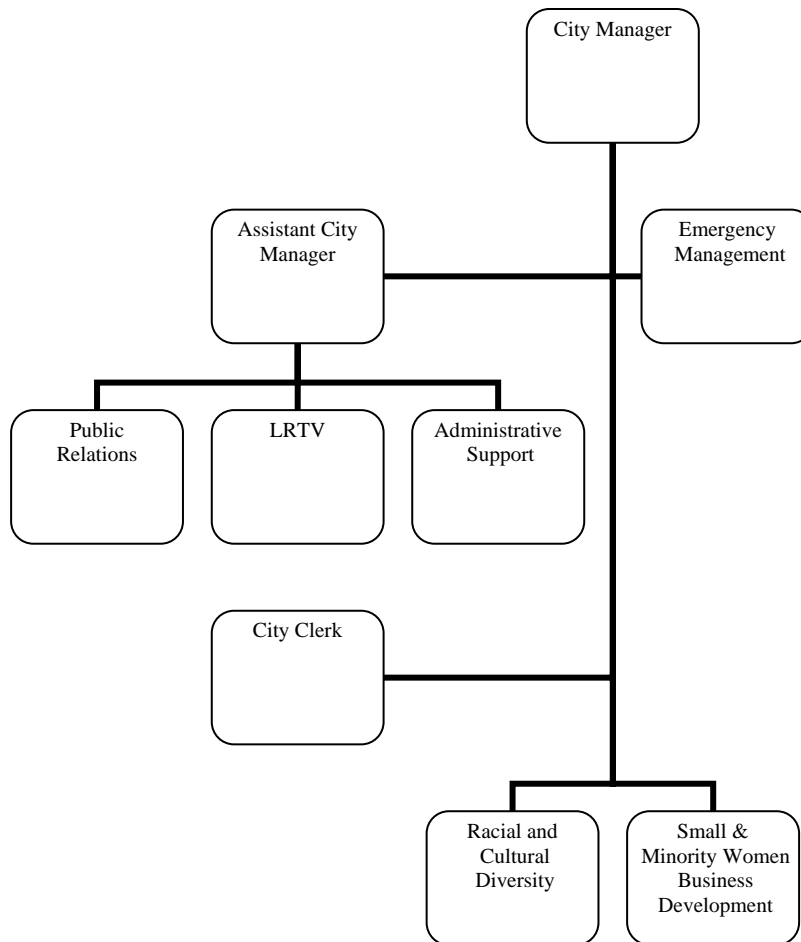 City Manager
Assistant City
Manager
Emergency
Management
Public
Relations
LRTV
Administrative
Support
City Clerk
Racial and
Cultural
Diversity
Small &
Minority Women
Business
Development